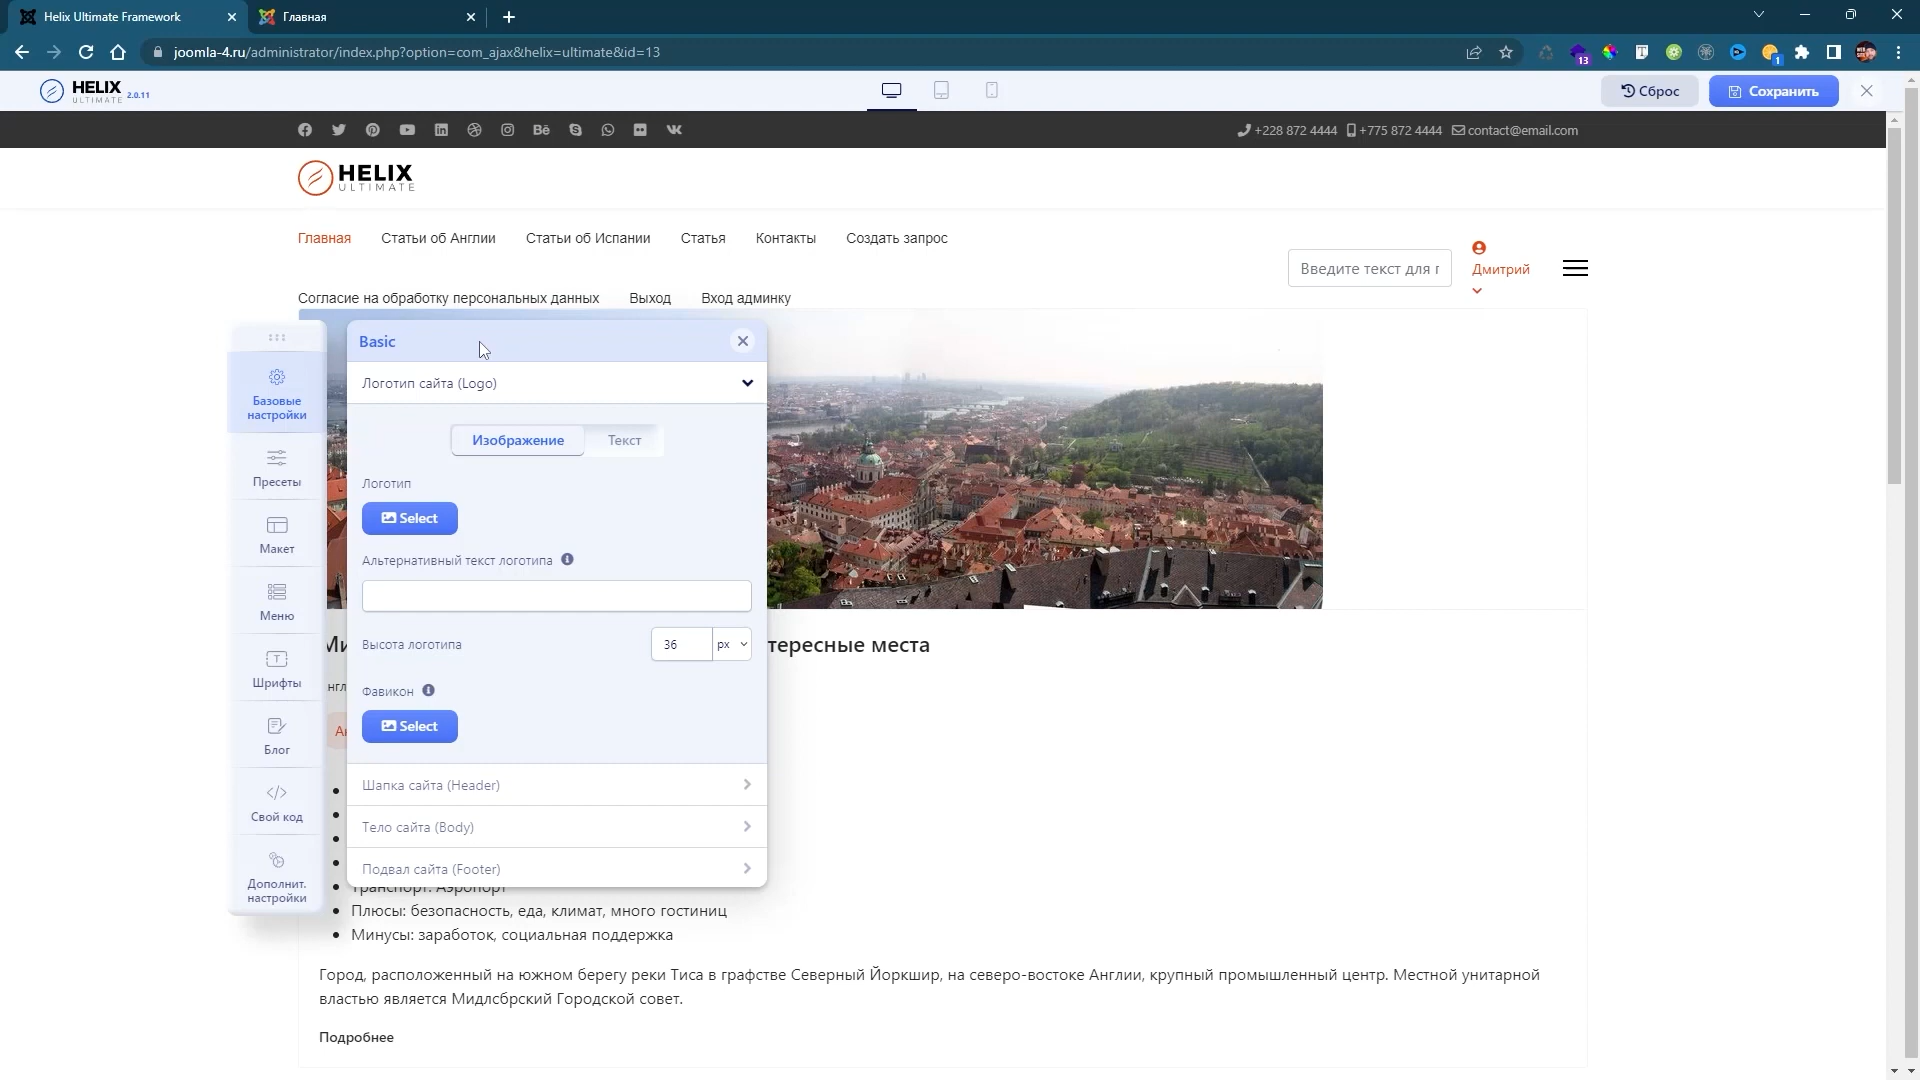 Helix Ultimate Framework
Главная
joomla-4.ru/administrator/index.php?option=com_ajax&helix=ultimate&id=13
13
1
HELIX
ULTIMATE 2.0.11
Сброс
Сохранить
+228 872 4444
+775 872 4444
contact@email.com
HELIX
ULTIMATE
Главная
Статьи об Англии
Статьи об Испании
Статья
Контакты
Создать запрос
Введите текст для г
Дмитрий
Согласие на обработку персональных данных
Выход
Вход админку
Базовые
настройки
Пресеты
Макет
Меню
Шрифты
Блог
Свой код
Дополнит.
настройки
Basic
Логотип сайта (Logo)
Изображение
Текст
Логотип
Select
Альтернативный текст логотипа
Высота логотипа
36
px
Фавикон
Select
Шапка сайта (Header)
Тело сайта (Body)
Подвал сайта (Footer)
тересные места
Транспорт: Аэропорт
Плюсы: безопасность, еда, климат, много гостиниц
Минусы: заработок, социальная поддержка
Город, расположенный на южном берегу реки Тиса в графстве Северный Йоркшир, на северо-востоке Англии, крупный промышленный центр. Местной унитарной
властью является Мидлсбрский Городской совет.
Подробнее